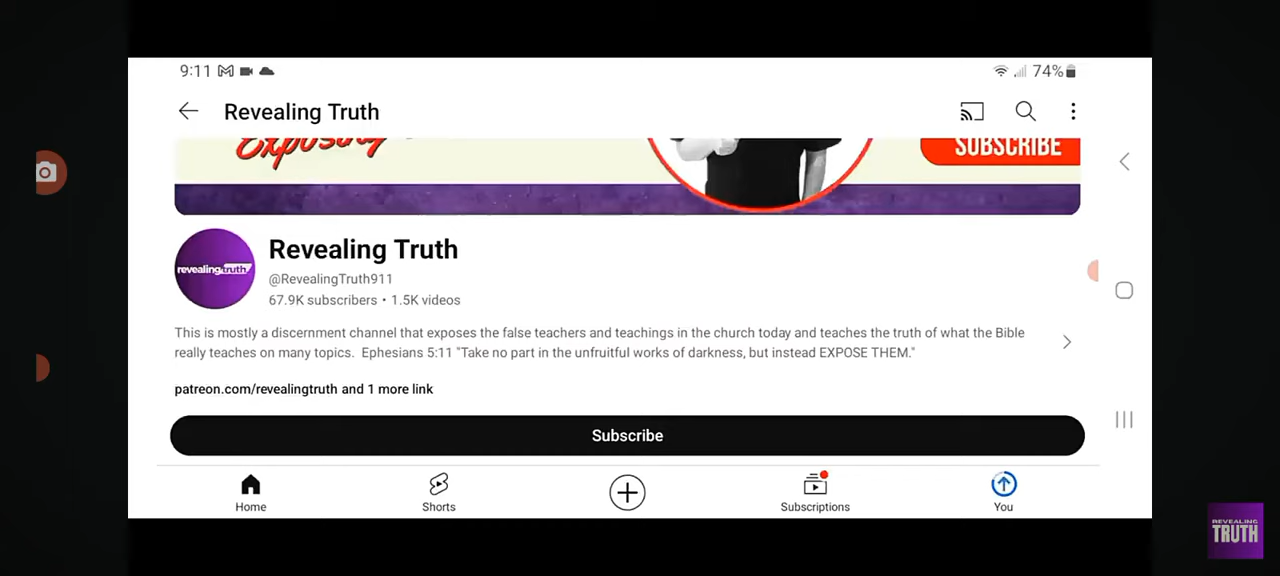 9:11 74%
Revealing Truth
Exposing
SUBSCRIBE
revealingtruth
Revealing Truth
@RevealingTruth911
67.9K subscribers • 1.5K videos
This is mostly a discernment channel that exposes the false teachers and teachings in the church today and teaches the truth of what the Bible
really teaches on many topics.  Ephesians 5:11 "Take no part in the unfruitful works of darkness, but instead EXPOSE THEM."
patreon.com/revealingtruth and 1 more link
Subscribe
Home Shorts Subscriptions You
REVEALING
TRUTH